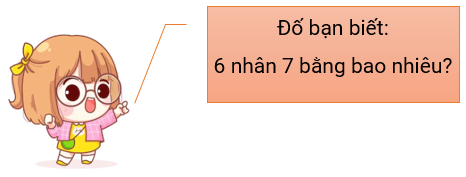 Đố bạn biết:
6 nhân 7 bằng bao nhiêu?